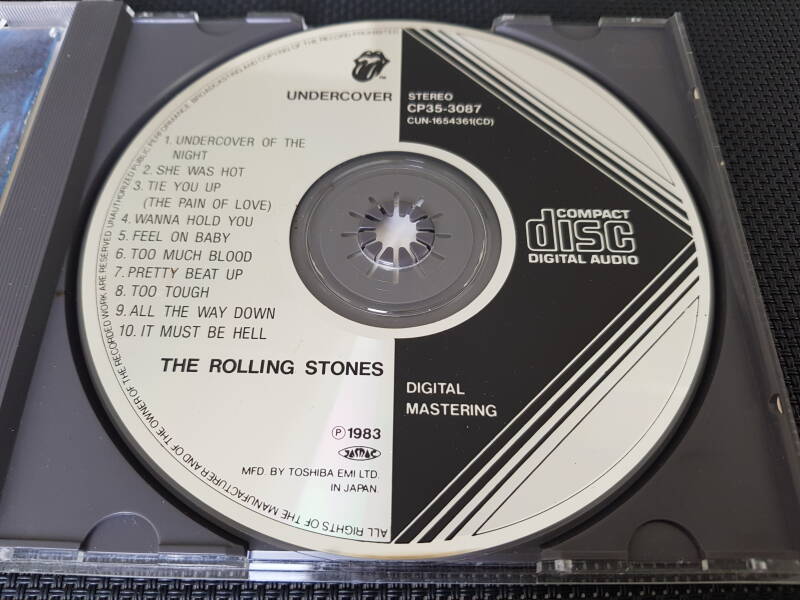 UNDERCOVER
STEREO
CP35-3087
CUN-1654361(CD)
1. UNDERCOVER OF THE
NIGHT
2. SHE WAS HOT
3. TIE YOU UP
(THE PAIN OF LOVE)
4. WANNA HOLD YOU
5. FEEL ON BABY
6. TOO MUCH BLOOD
7. PRETTY BEAT UP
8. TOO TOUGH
9. ALL THE WAY DOWN
10. IT MUST BE HELL
COMPACT
disc
DIGITAL AUDIO
THE ROLLING STONES
DIGITAL
MASTERING
Ⓟ1983
JASRAC
MFD. BY TOSHIBA EMI LTD.
IN JAPAN.
ALL RIGHTS OF THE MANUFACTURER AND OF THE OWNER OF THE RECORDED WORK ARE RESERVED UNAUTHORIZED PUBLIC PERFORMANCE, BROADCASTING AND COPYING OF THE RECORD PROHIBITED
TM